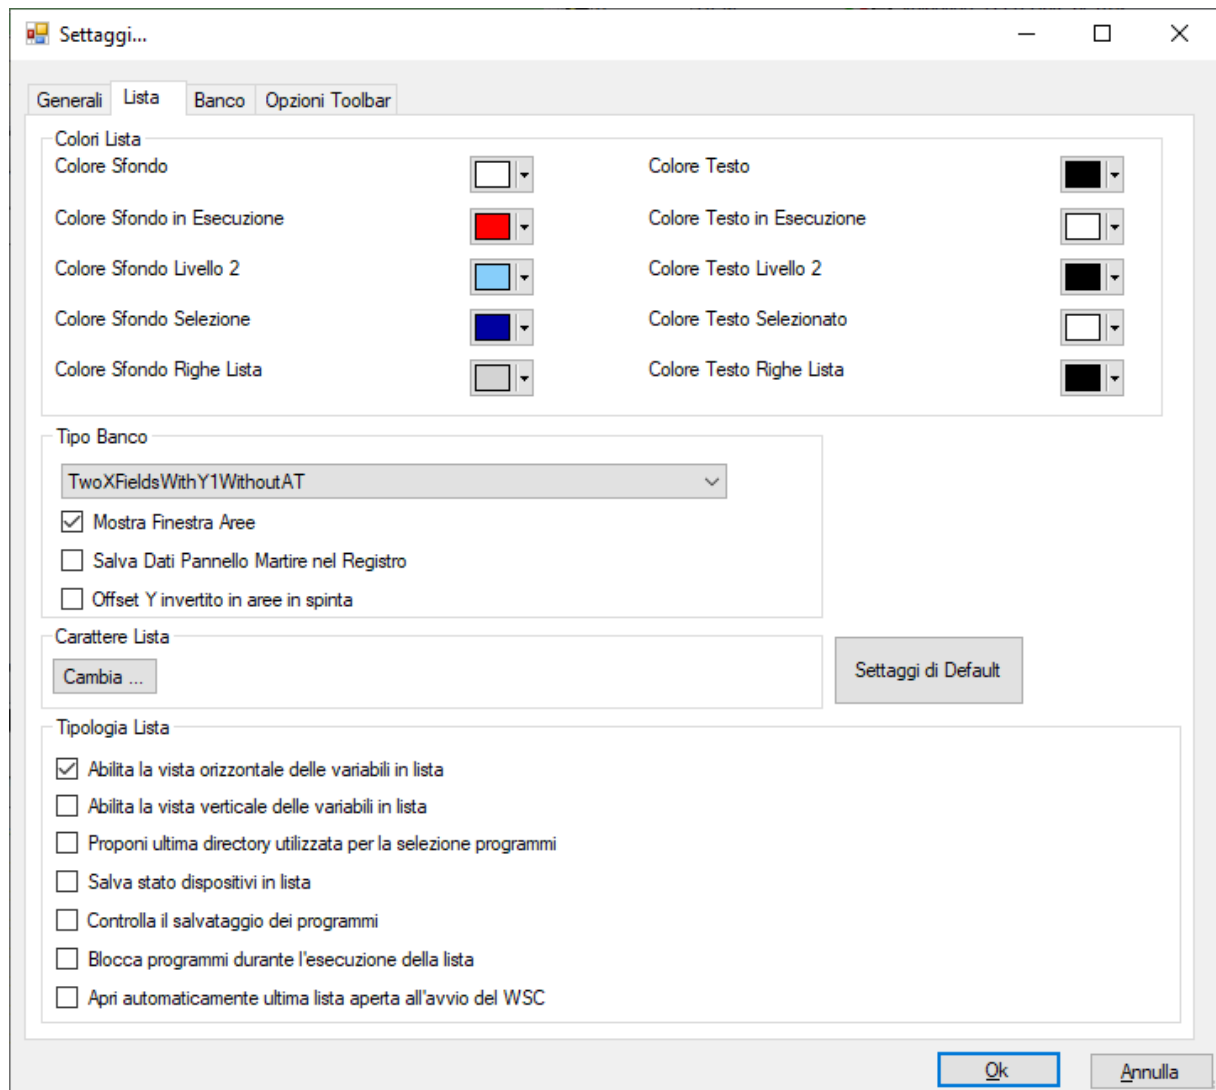 Settaggi...
Generali Lista Banco Opzioni Toolbar
Colori Lista
Colore Sfondo Colore Testo
Colore Sfondo in Esecuzione Colore Testo in Esecuzione
Colore Sfondo Livello 2 Colore Testo Livello 2
Colore Sfondo Selezione Colore Testo Selezionato
Colore Sfondo Righe Lista Colore Testo Righe Lista
Tipo Banco
TwoXFieldsWithY1WithoutAT
Mostra Finestra Aree
Salva Dati Pannello Martire nel Registro
Offset Y invertito in aree in spinta
Carattere Lista
Cambia ... Settaggi di Default
Tipologia Lista
Abilita la vista orizzontale delle variabili in lista
Abilita la vista verticale delle variabili in lista
Proponi ultima directory utilizzata per la selezione programmi
Salva stato dispositivi in lista
Controlla il salvataggio dei programmi
Blocca programmi durante l'esecuzione della lista
Apri automaticamente ultima lista aperta all'avvio del WSC
Ok Annulla